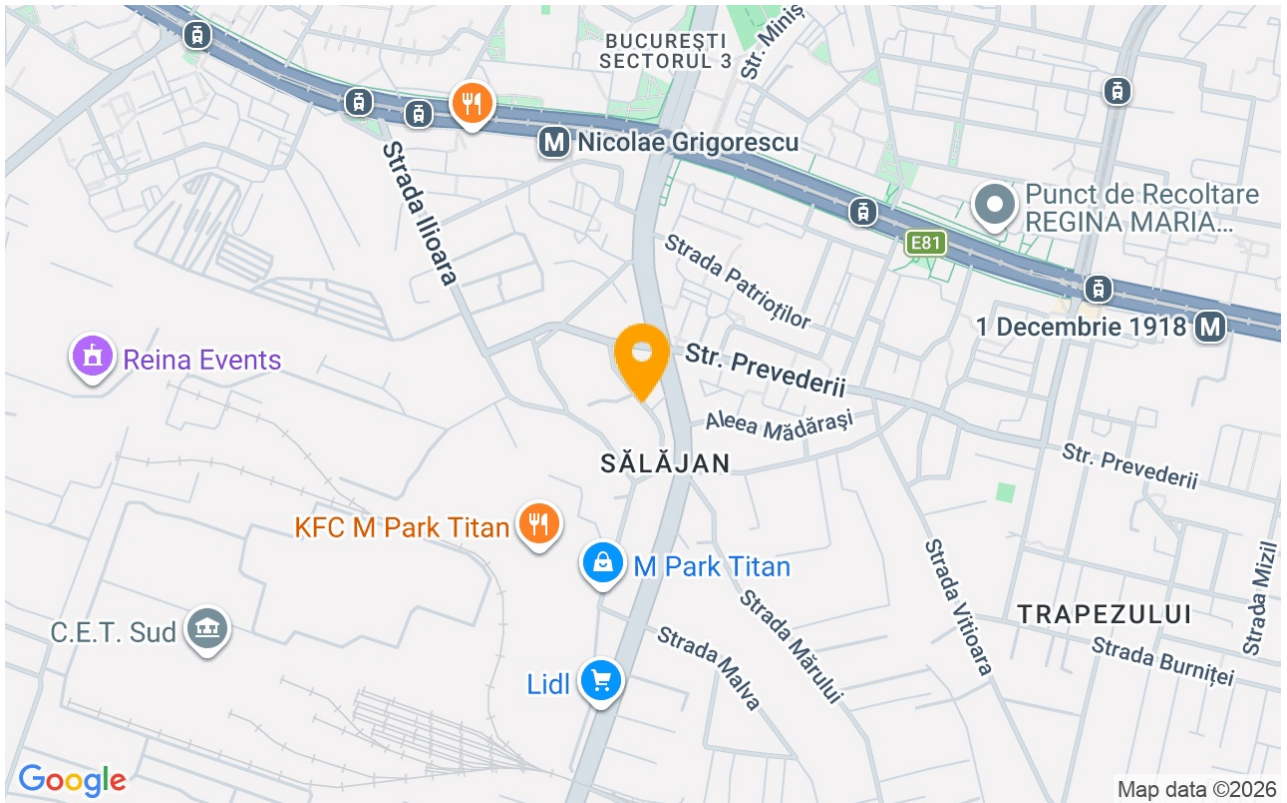 BUCUREȘTI
SECTORUL 3
Str. Miniș
M Nicolae Grigorescu
Strada Ilioara
Punct de Recoltare
REGINA MARIA...
E81
Strada Patrioților
1 Decembrie 1918 M
Reina Events
Str. Prevederii
Aleea Mădărași
SĂLĂJAN
Str. Prevederii
KFC M Park Titan
M Park Titan
Strada Vitioara
Strada Mizil
C.E.T. Sud
TRAPEZULUI
Strada Mărului
Strada Malva
Strada Burniței
Lidl
Google
Map data ©2026